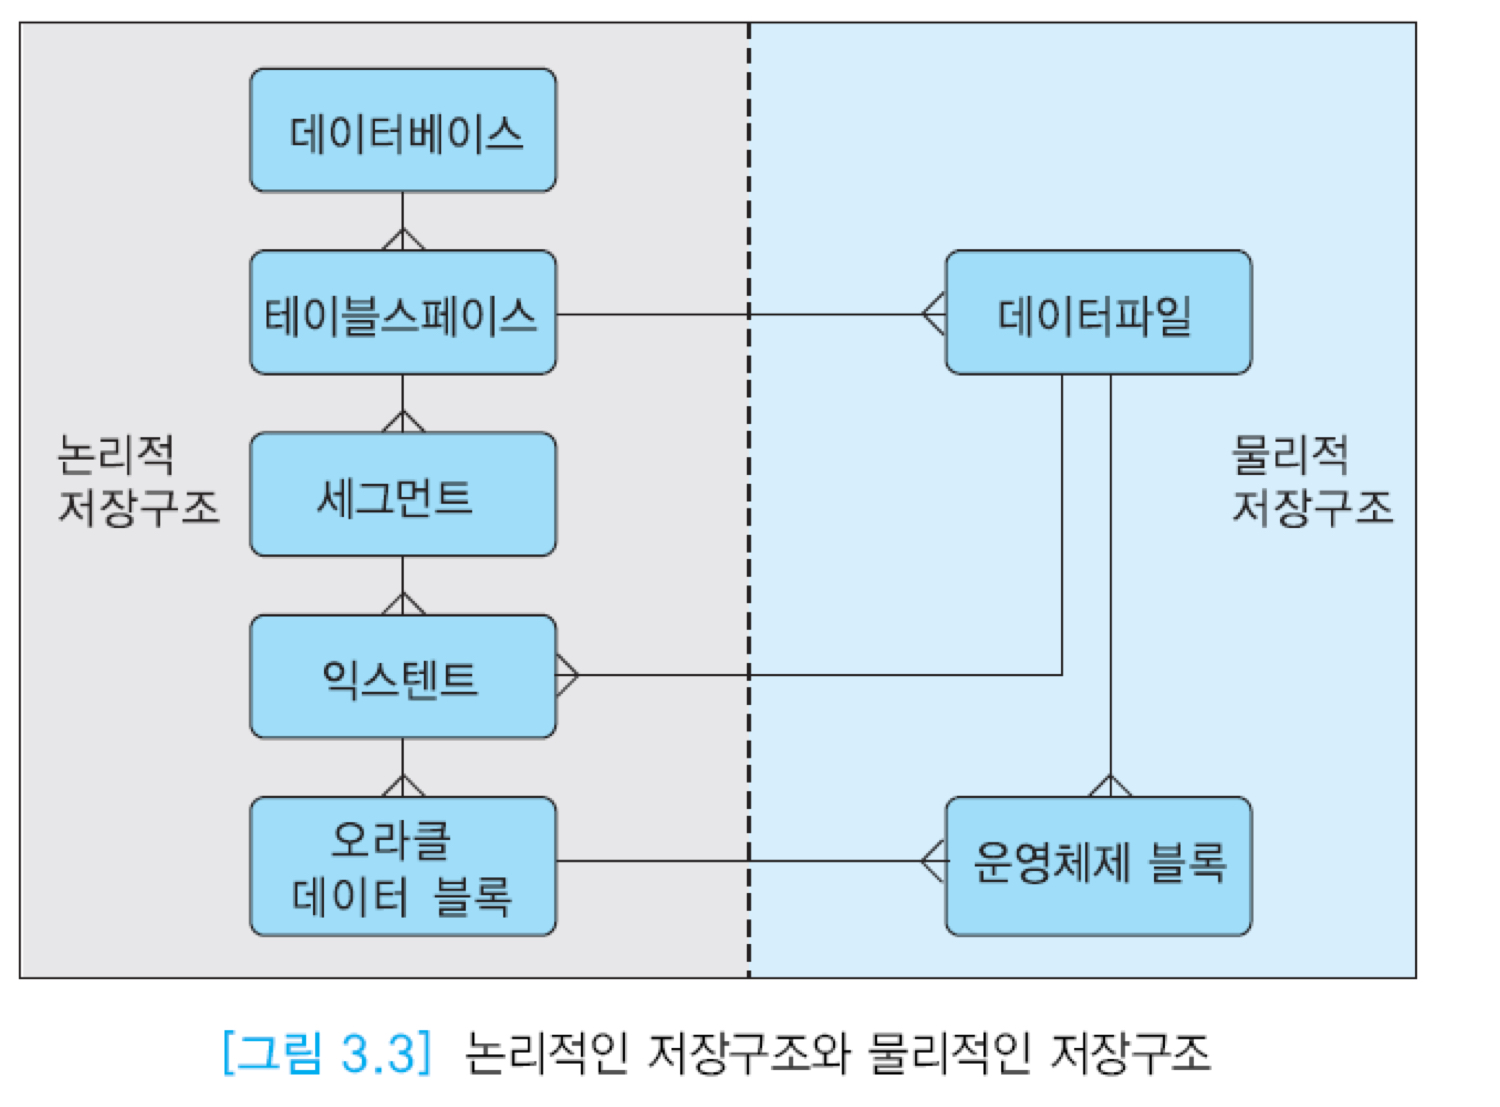 데이터베이스
테이블스페이스
데이터파일
논리적
저장구조
물리적
저장구조
세그먼트
익스텐트
오라클
데이터 블록
운영체제 블록
[그림 3.3] 논리적인 저장구조와 물리적인 저장구조